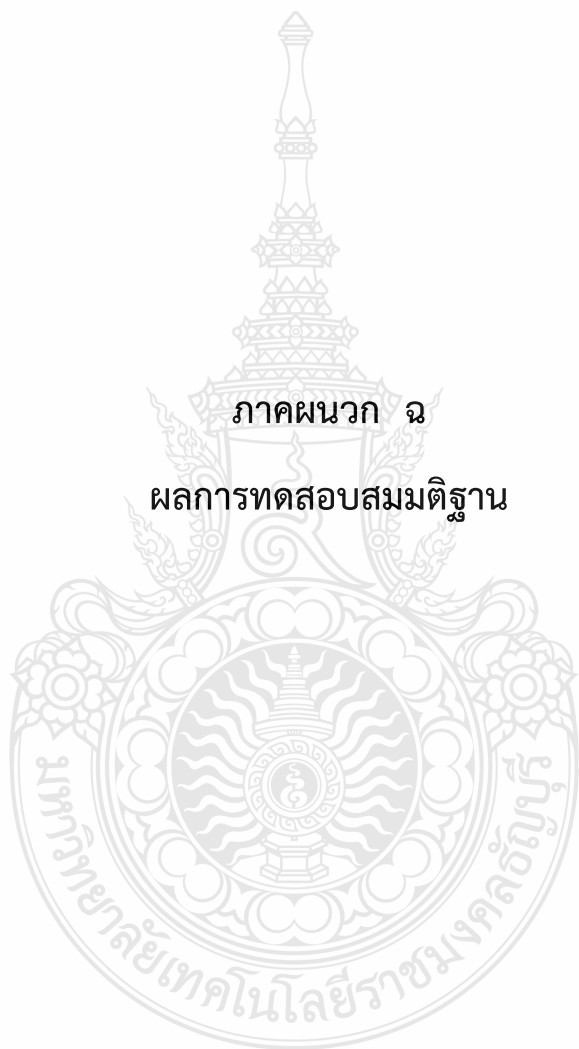 ภาคผนวก ฉ
ผลการทดสอบสมมติฐาน
มหาวิทยาลัยเทคโนโลยีราชมงคลธัญบุรี